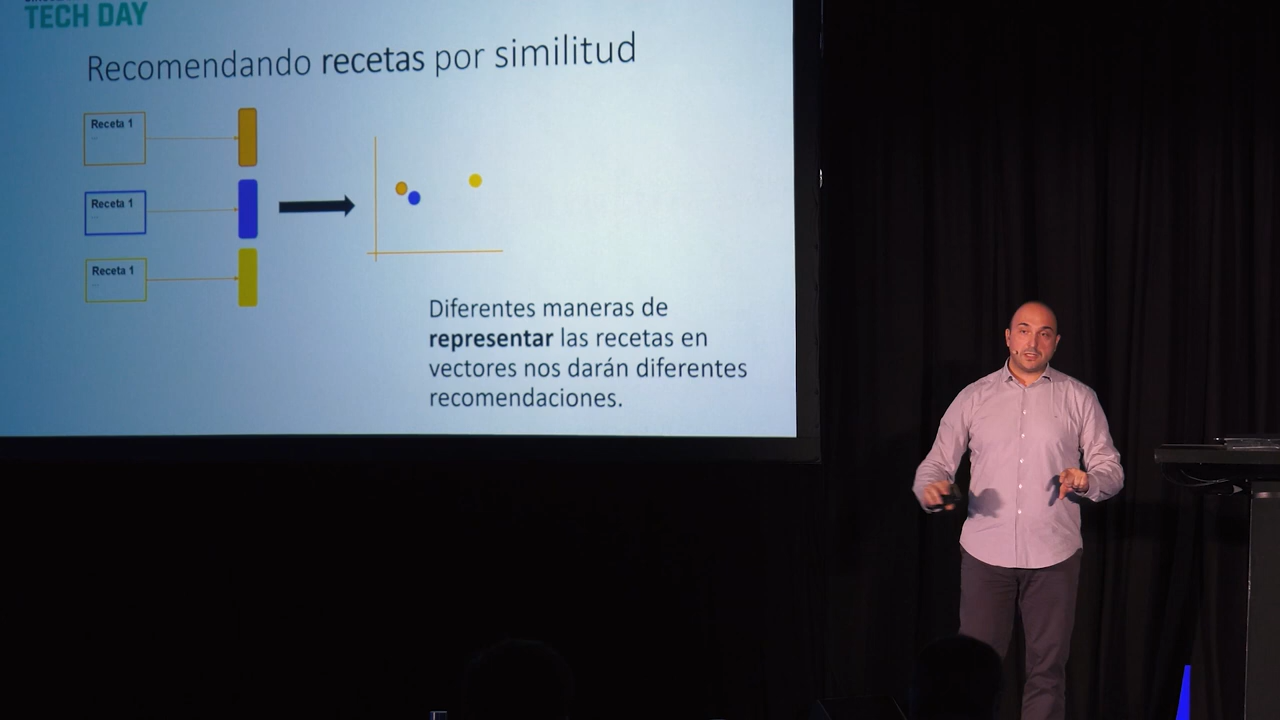 TECH DAY
Recomendando recetas por similitud
Receta 1
Receta 1
Receta 1
Diferentes maneras de
representar las recetas en
vectores nos darán diferentes
recomendaciones.